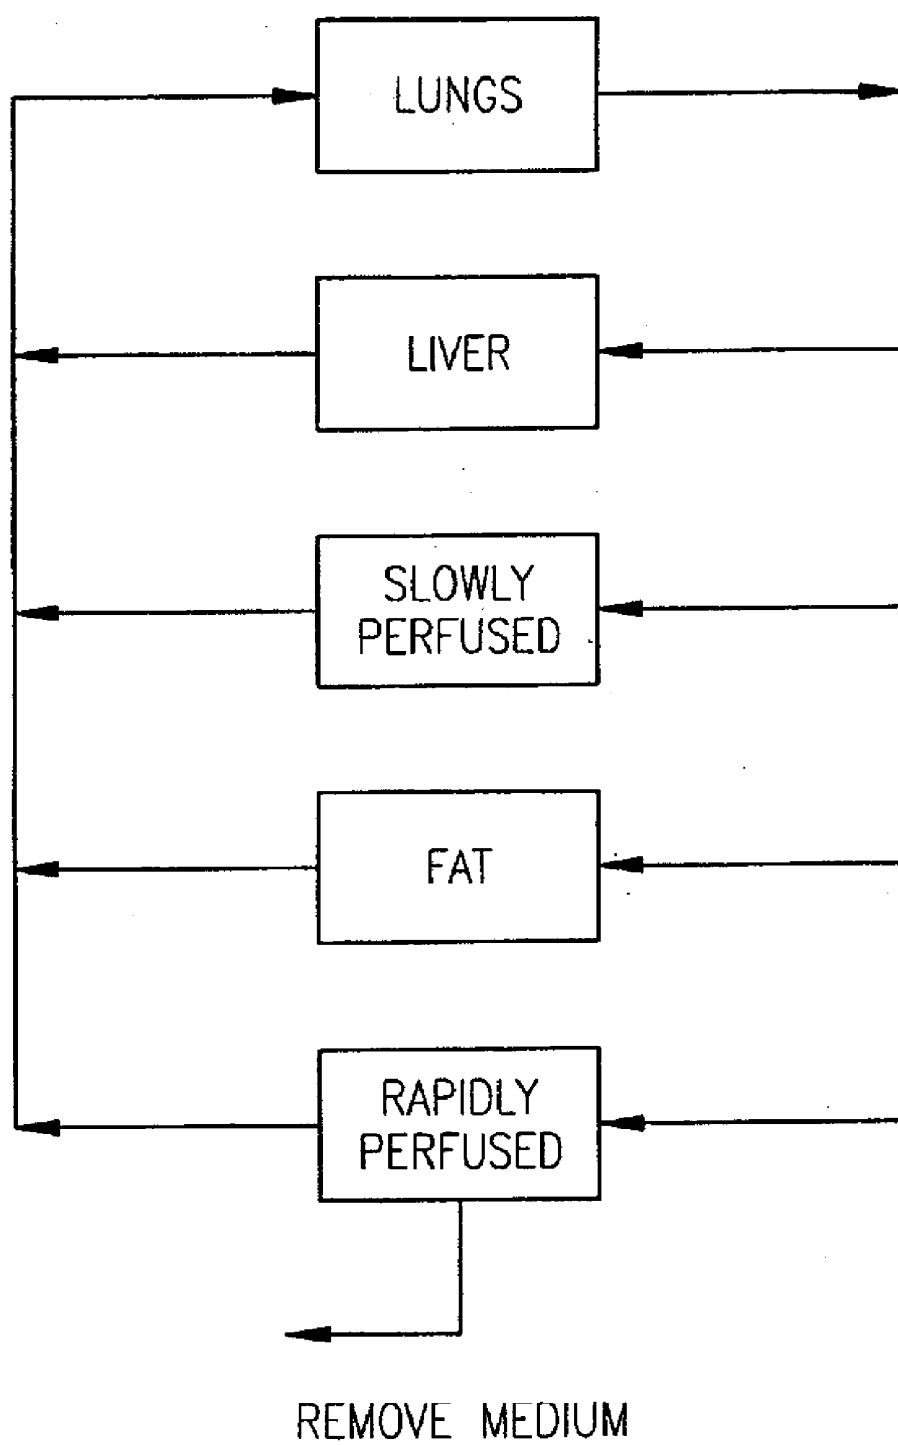 LUNGS
LIVER
SLOWLY
PERFUSED
FAT
RAPIDLY
PERFUSED
REMOVE MEDIUM